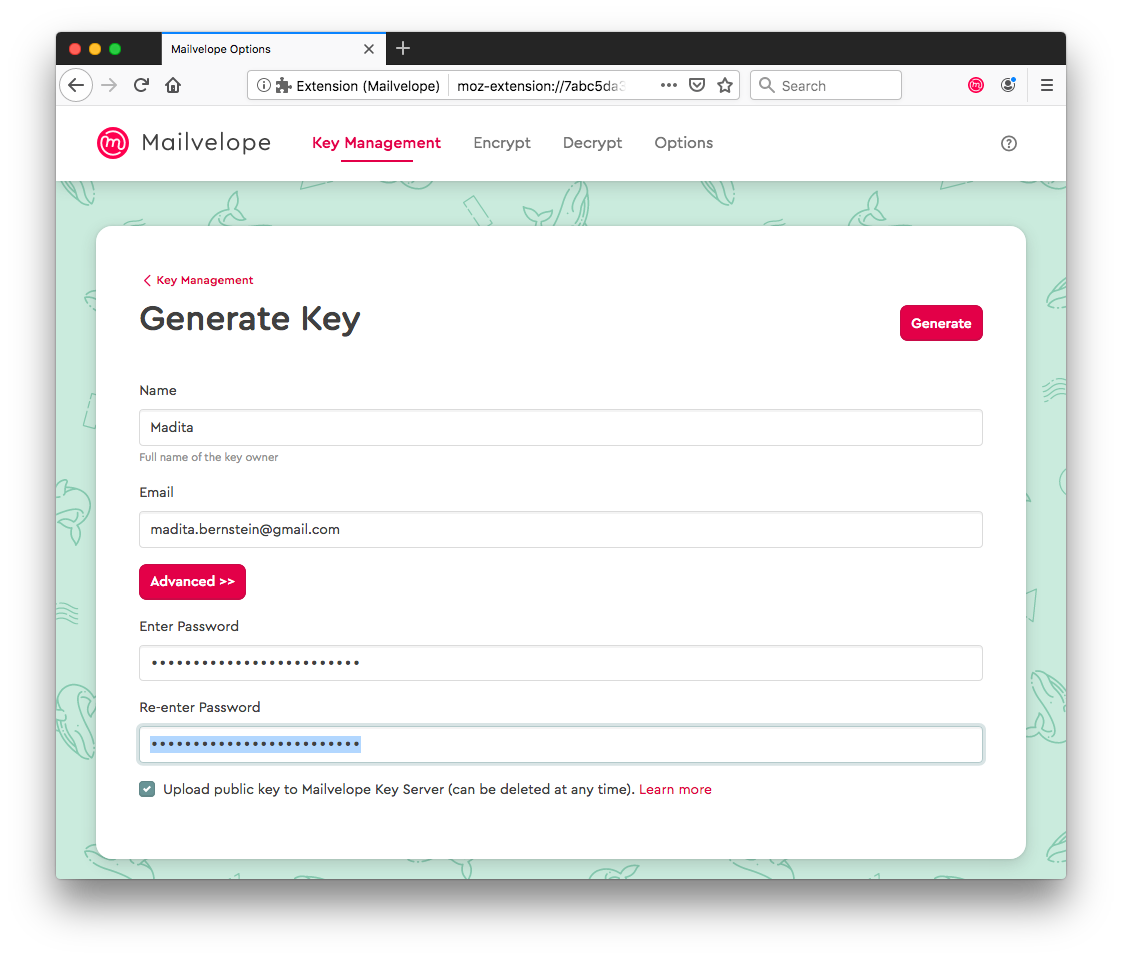 Mailvelope Options
Extension (Mailvelope) moz-extension://7abc5da3 Search
Mailvelope Key Management Encrypt Decrypt Options
Key Management
Generate Key
Generate
Name
Madita
Full name of the key owner
Email
madita.bernstein@gmail.com
Advanced >>
Enter Password
•••••••••••••••••••••••••
Re-enter Password
•••••••••••••••••••••••••
Upload public key to Mailvelope Key Server (can be deleted at any time). Learn more